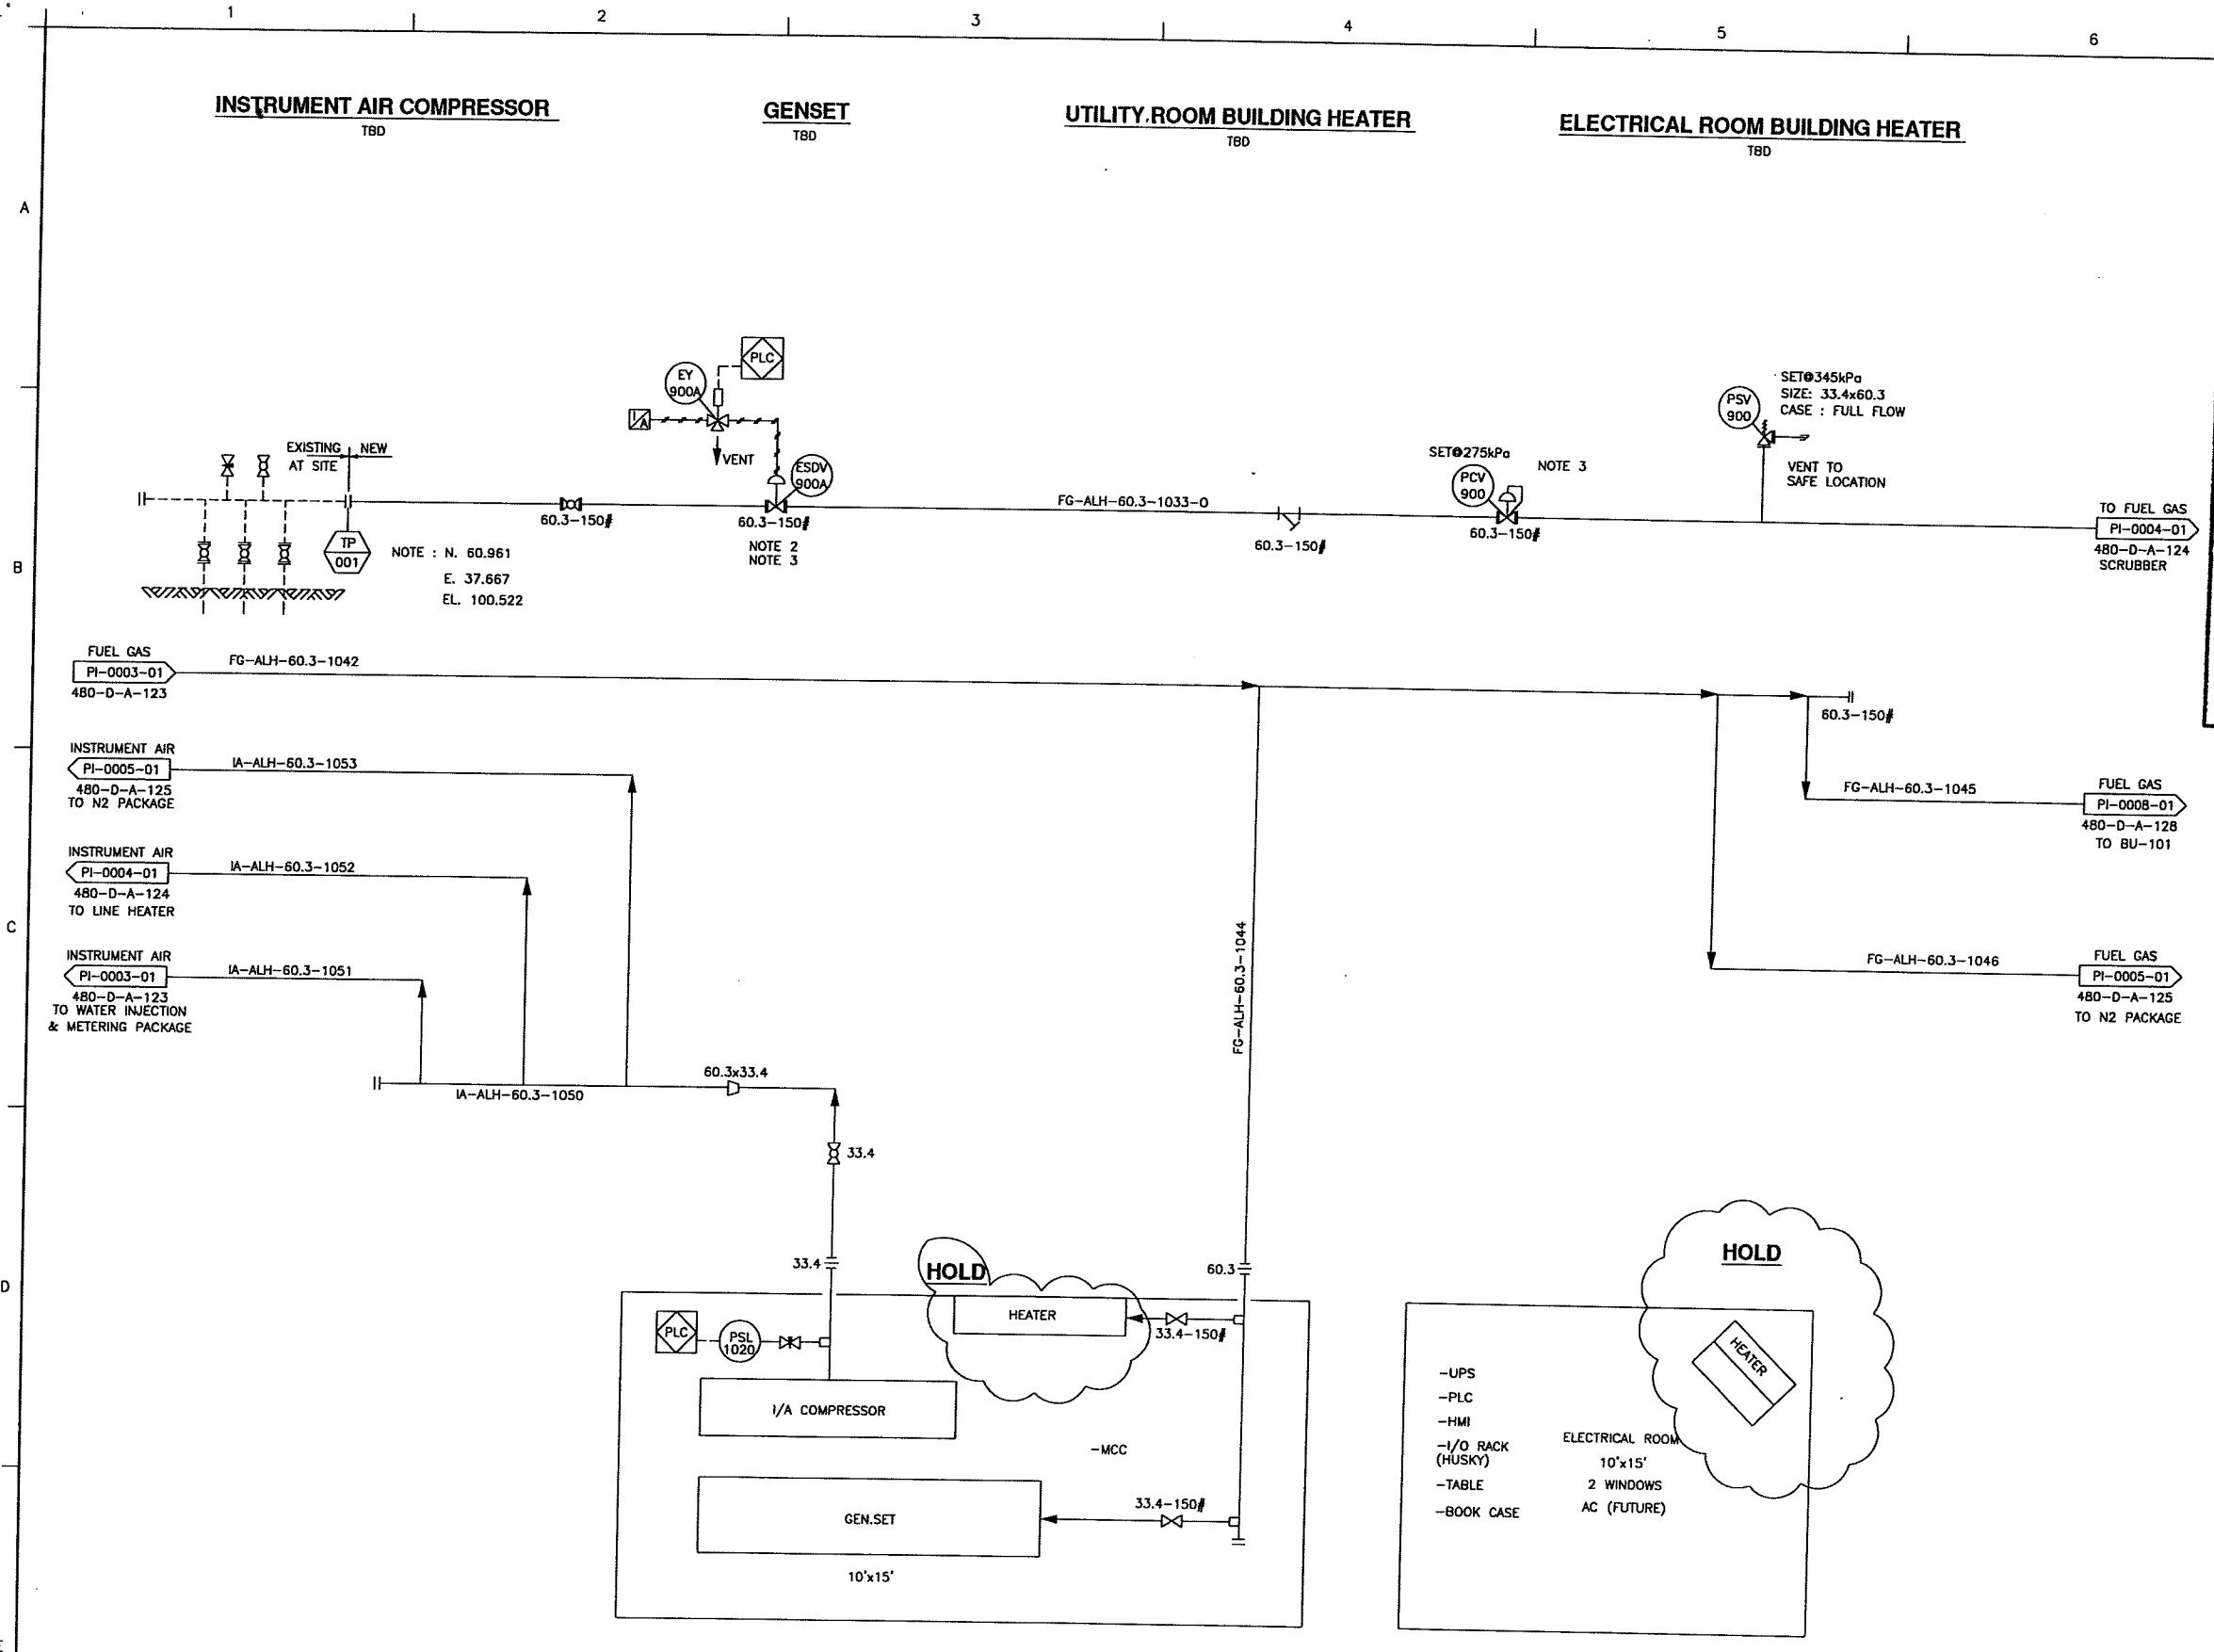 1
2
3
4
5
6
INSTRUMENT AIR COMPRESSOR
TBD
GENSET
TBD
UTILITY.ROOM BUILDING HEATER
TBD
ELECTRICAL ROOM BUILDING HEATER
TBD
A
B
C
D
PLC
EY
900A
I/A
VENT
ESDV
900A
EXISTING
AT SITE
NEW
60.3-150#
60.3-150#
NOTE 2
NOTE 3
TP
001
NOTE : N. 60.961
E. 37.667
EL. 100.522
FG-ALH-60.3-1033-0
60.3-150#
SET@275kPa
PCV
900
NOTE 3
60.3-150#
PSV
900
SET@345kPa
SIZE: 33.4x60.3
CASE : FULL FLOW
VENT TO
SAFE LOCATION
TO FUEL GAS
PI-0004-01
480-D-A-124
SCRUBBER
FUEL GAS
PI-0003-01
480-D-A-123
FG-ALH-60.3-1042
60.3-150#
INSTRUMENT AIR
PI-0005-01
480-D-A-125
TO N2 PACKAGE
IA-ALH-60.3-1053
FG-ALH-60.3-1045
FUEL GAS
PI-0008-01
480-D-A-128
TO BU-101
INSTRUMENT AIR
PI-0004-01
480-D-A-124
TO LINE HEATER
IA-ALH-60.3-1052
INSTRUMENT AIR
PI-0003-01
480-D-A-123
TO WATER INJECTION
& METERING PACKAGE
IA-ALH-60.3-1051
FG-ALH-60.3-1044
FG-ALH-60.3-1046
FUEL GAS
PI-0005-01
480-D-A-125
TO N2 PACKAGE
IA-ALH-60.3-1050
60.3x33.4
33.4
33.4
60.3
HOLD
HEATER
33.4-150#
PLC
PSL
1020
I/A COMPRESSOR
-MCC
GEN.SET
33.4-150#
10'x15'
HOLD
HEATER
-UPS
-PLC
-HMI
-I/O RACK
(HUSKY)
-TABLE
-BOOK CASE
ELECTRICAL ROOM
10'x15'
2 WINDOWS
AC (FUTURE)